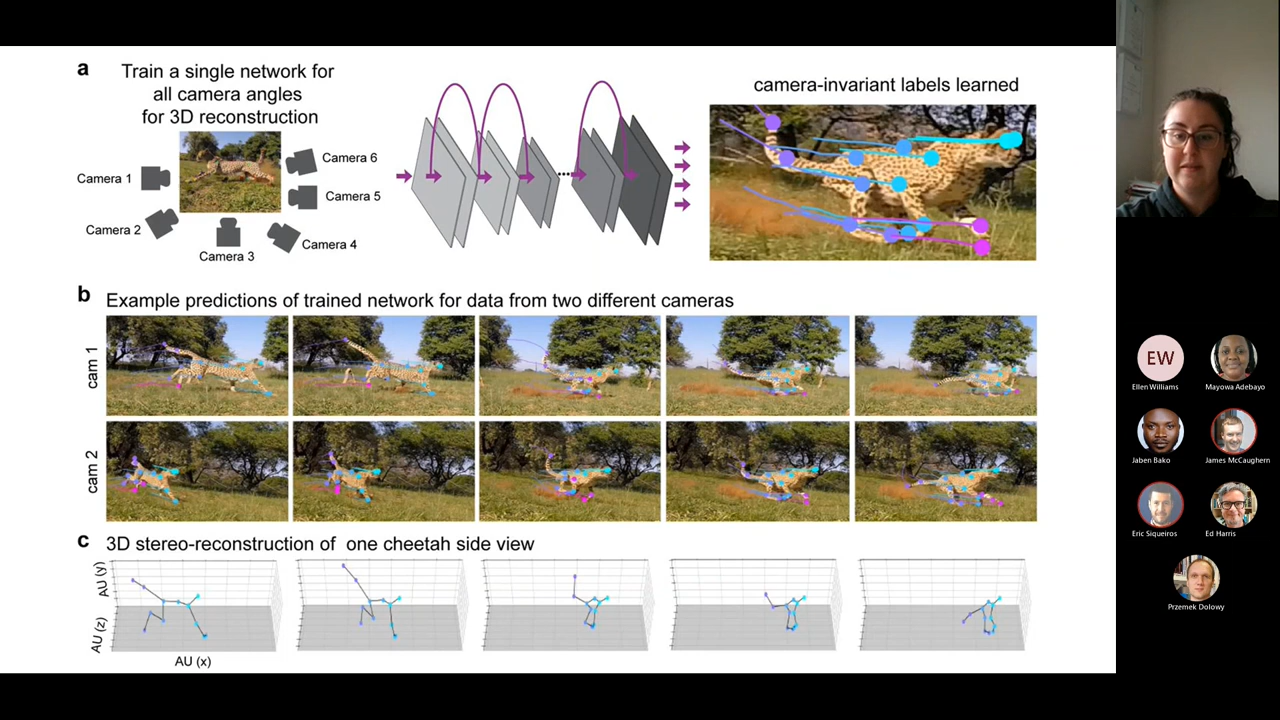 a
Train a single network for
all camera angles
for 3D reconstruction
Camera 1
Camera 2
Camera 3
Camera 4
Camera 5
Camera 6
camera-invariant labels learned
b
Example predictions of trained network for data from two different cameras
cam 1
cam 2
c
3D stereo-reconstruction of one cheetah side view
AU (y)
AU (z)
AU (x)
EW
Ellen Williams
Mayowa Adebayo
Jaben Bako
James McCaughern
Eric Siqueiros
Ed Harris
Przemek Dolowy